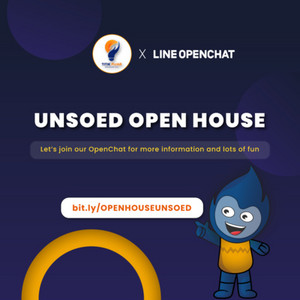 X LINE OPENCHAT
UNSOED OPEN HOUSE
Let's join our OpenChat for more information and lots of fun
bit.ly/OPENHOUSEUNSOED